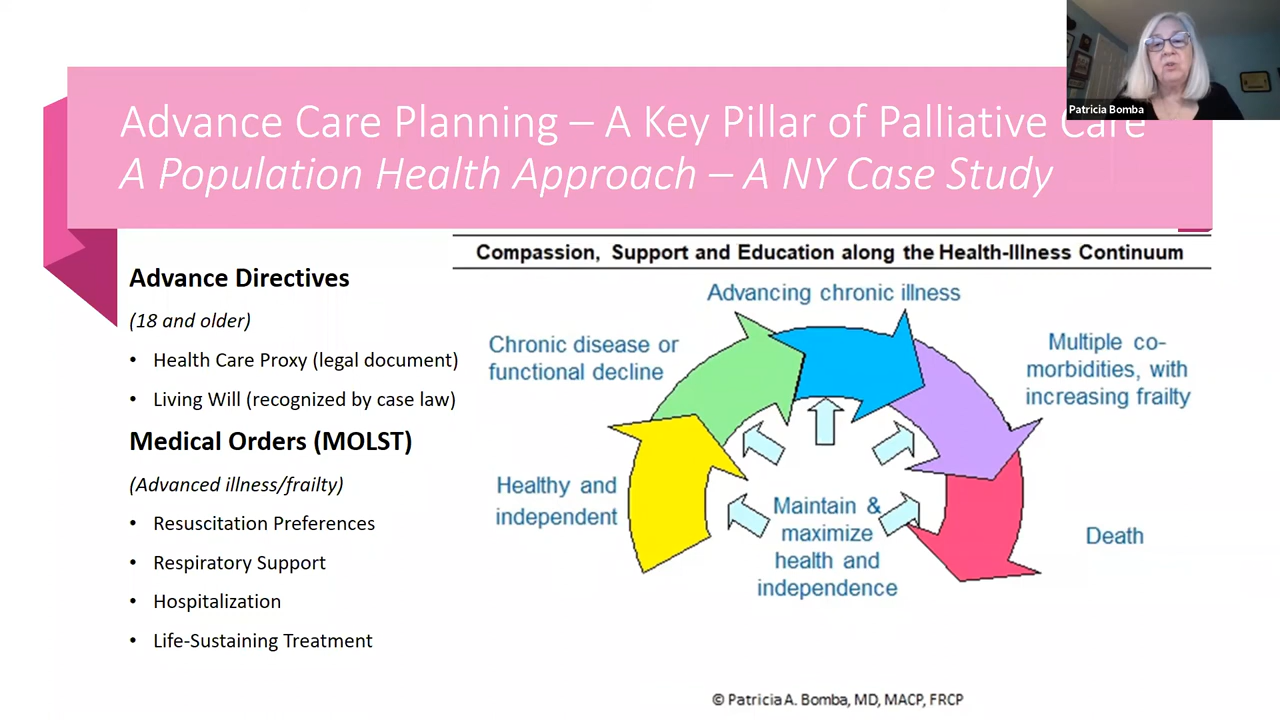 Patricia Bomba
Advance Care Planning – A Key Pillar of Palliative Care
A Population Health Approach – A NY Case Study
Advance Directives
(18 and older)
• Health Care Proxy (legal document)
• Living Will (recognized by case law)
Medical Orders (MOLST)
(Advanced illness/frailty)
• Resuscitation Preferences
• Respiratory Support
• Hospitalization
• Life-Sustaining Treatment
Compassion, Support and Education along the Health-Illness Continuum
Healthy and
independent
Chronic disease or
functional decline
Advancing chronic illness
Multiple co-
morbidities, with
increasing frailty
Death
Maintain &
maximize
health and
independence
© Patricia A. Bomba, MD, MACP, FRCP